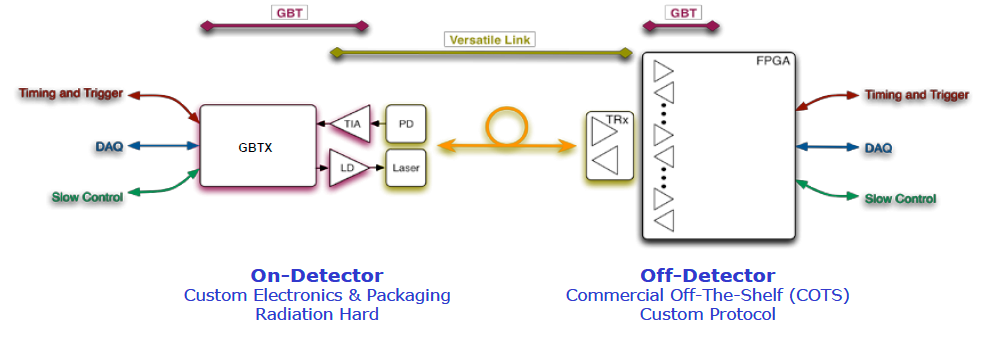 GBT
GBT
Versatile Link
FPGA
Timing and Trigger
DAQ
Slow Control
GBTX
TIA
PD
LD
Laser
TRx
Timing and Trigger
DAQ
Slow Control
On-Detector
Custom Electronics & Packaging
Radiation Hard
Off-Detector
Commercial Off-The-Shelf (COTS)
Custom Protocol